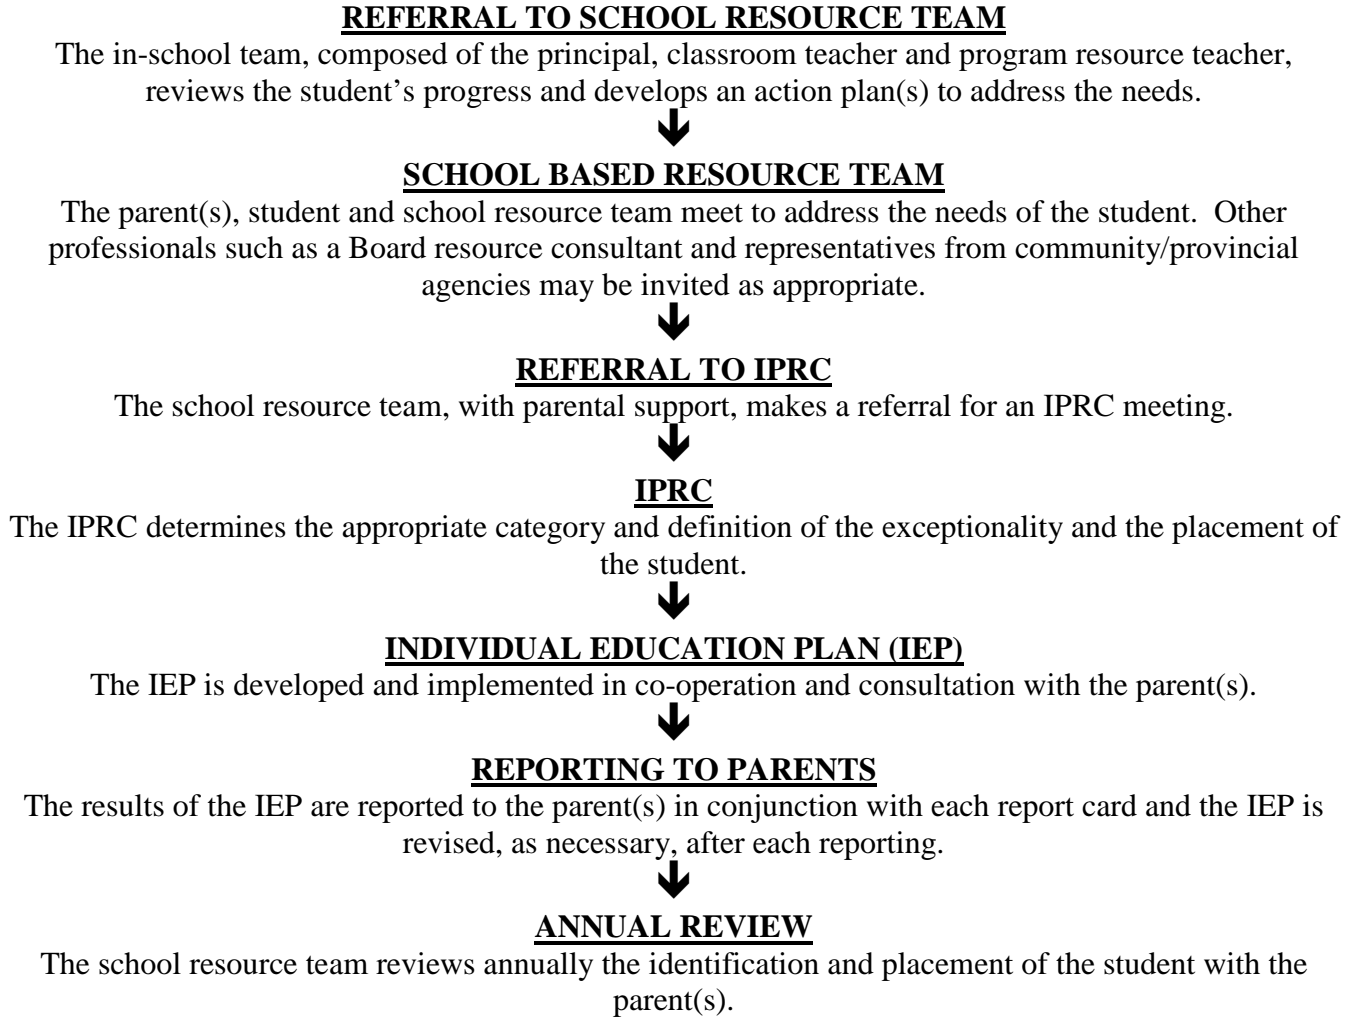 REFERRAL TO SCHOOL RESOURCE TEAM
The in-school team, composed of the principal, classroom teacher and program resource teacher,
reviews the student’s progress and develops an action plan(s) to address the needs.
SCHOOL BASED RESOURCE TEAM
The parent(s), student and school resource team meet to address the needs of the student.  Other
professionals such as a Board resource consultant and representatives from community/provincial
agencies may be invited as appropriate.
REFERRAL TO IPRC
The school resource team, with parental support, makes a referral for an IPRC meeting.
IPRC
The IPRC determines the appropriate category and definition of the exceptionality and the placement of
the student.
INDIVIDUAL EDUCATION PLAN (IEP)
The IEP is developed and implemented in co-operation and consultation with the parent(s).
REPORTING TO PARENTS
The results of the IEP are reported to the parent(s) in conjunction with each report card and the IEP is
revised, as necessary, after each reporting.
ANNUAL REVIEW
The school resource team reviews annually the identification and placement of the student with the
parent(s).